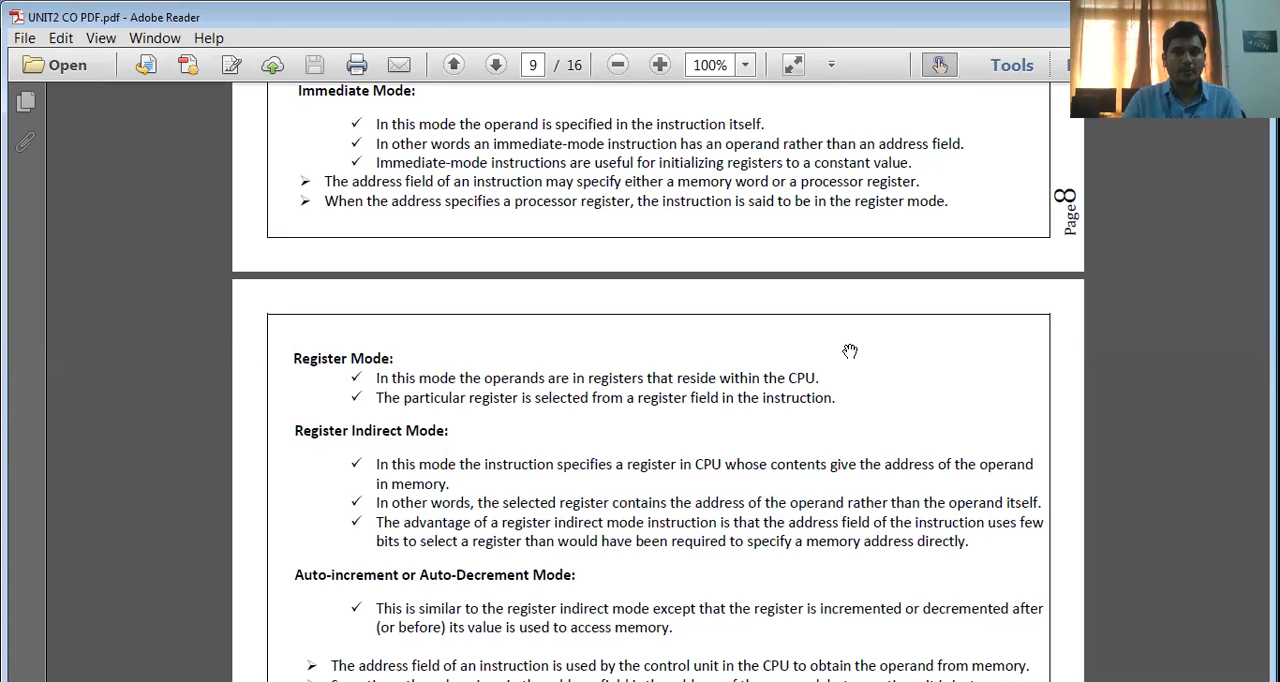 UNIT2 CO PDF.pdf - Adobe Reader
File Edit View Window Help
Open 9 / 16 100% Tools
Immediate Mode:
✓ In this mode the operand is specified in the instruction itself.
✓ In other words an immediate-mode instruction has an operand rather than an address field.
✓ Immediate-mode instructions are useful for initializing registers to a constant value.
➢ The address field of an instruction may specify either a memory word or a processor register.
➢ When the address specifies a processor register, the instruction is said to be in the register mode.
Page8
Register Mode:
✓ In this mode the operands are in registers that reside within the CPU.
✓ The particular register is selected from a register field in the instruction.
Register Indirect Mode:
✓ In this mode the instruction specifies a register in CPU whose contents give the address of the operand
in memory.
✓ In other words, the selected register contains the address of the operand rather than the operand itself.
✓ The advantage of a register indirect mode instruction is that the address field of the instruction uses few
bits to select a register than would have been required to specify a memory address directly.
Auto-increment or Auto-Decrement Mode:
✓ This is similar to the register indirect mode except that the register is incremented or decremented after
(or before) its value is used to access memory.
➢ The address field of an instruction is used by the control unit in the CPU to obtain the operand from memory.